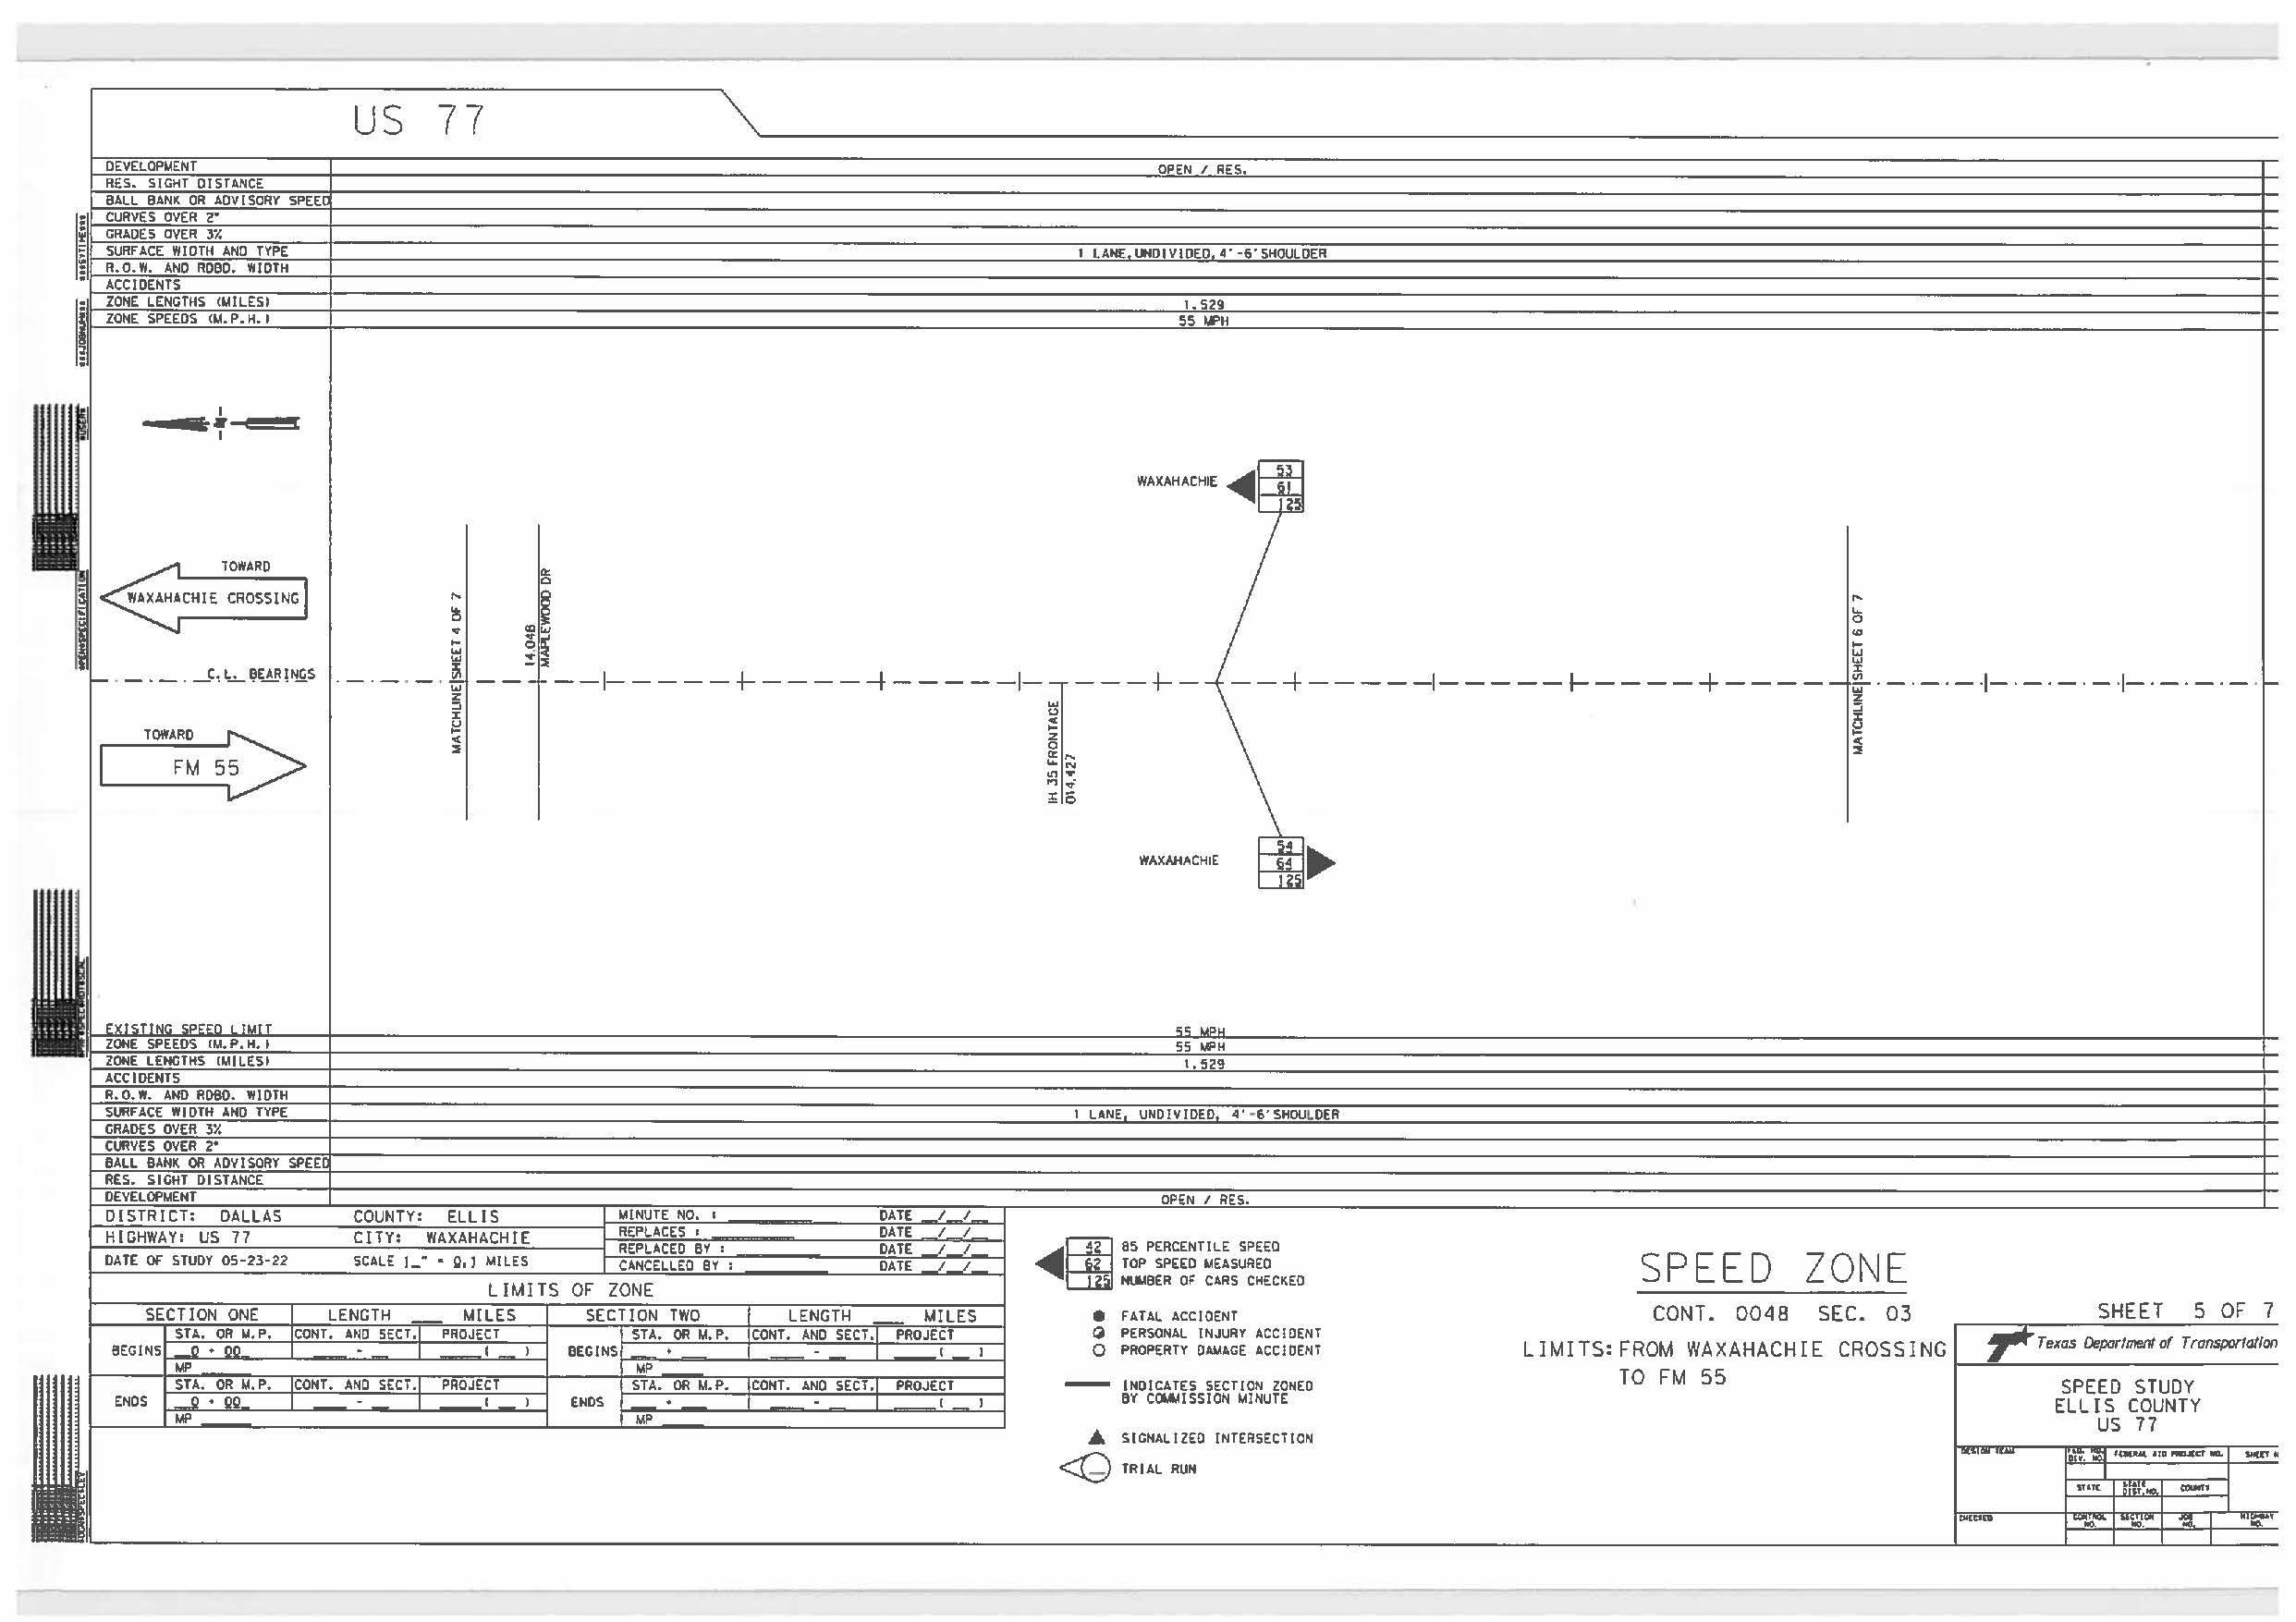 US 77
DEVELOPMENT OPEN / RES.
RES. SIGHT DISTANCE
BALL BANK OR ADVISORY SPEED
CURVES OVER 2°
GRADES OVER 3%
SURFACE WIDTH AND TYPE 1 LANE, UNDIVIDED, 4'-6' SHOULDER
R.O.W. AND RDBD. WIDTH
ACCIDENTS
ZONE LENGTHS (MILES) 1.529
ZONE SPEEDS (M.P.H.) 55 MPH
N
WAXAHACHIE
53
61
125
TOWARD
WAXAHACHIE CROSSING
MATCHLINE SHEET 4 OF 7
14.048
MAPLEWOOD DR
MATCHLINE SHEET 6 OF 7
C.L. BEARINGS
TOWARD
FM 55
IH 35 FRONTAGE
014.427
WAXAHACHIE
54
64
125
EXISTING SPEED LIMIT 55 MPH
ZONE SPEEDS (M.P.H.) 55 MPH
ZONE LENGTHS (MILES) 1.529
ACCIDENTS
R.O.W. AND RDBD. WIDTH
SURFACE WIDTH AND TYPE 1 LANE, UNDIVIDED, 4'-6' SHOULDER
GRADES OVER 3%
CURVES OVER 2°
BALL BANK OR ADVISORY SPEED
RES. SIGHT DISTANCE
DEVELOPMENT OPEN / RES.
DISTRICT: DALLAS COUNTY: ELLIS MINUTE NO. : DATE _/_/_
HIGHWAY: US 77 CITY: WAXAHACHIE REPLACES : DATE _/_/_
REPLACED BY : DATE _/_/_
DATE OF STUDY 05-23-22 SCALE 1_" = 0.1 MILES CANCELLED BY : DATE _/_/_
LIMITS OF ZONE
SECTION ONE LENGTH __ MILES SECTION TWO LENGTH __ MILES
STA. OR M.P. CONT. AND SECT. PROJECT STA. OR M.P. CONT. AND SECT. PROJECT
BEGINS 0 + 00 - ( ) BEGINS + - ( )
MP MP
STA. OR M.P. CONT. AND SECT. PROJECT STA. OR M.P. CONT. AND SECT. PROJECT
ENDS 0 + 00 - ( ) ENDS + - ( )
MP MP
42 85 PERCENTILE SPEED
62 TOP SPEED MEASURED
125 NUMBER OF CARS CHECKED
FATAL ACCIDENT
PERSONAL INJURY ACCIDENT
PROPERTY DAMAGE ACCIDENT
INDICATES SECTION ZONED
BY COMMISSION MINUTE
SIGNALIZED INTERSECTION
TRIAL RUN
SPEED ZONE
CONT. 0048 SEC. 03
LIMITS: FROM WAXAHACHIE CROSSING
TO FM 55
SHEET 5 OF 7
Texas Department of Transportation
SPEED STUDY
ELLIS COUNTY
US 77
DESIGN TEAM FED. RD. DIV. NO. FEDERAL AID PROJECT NO. SHEET
STATE STATE DIST. NO. COUNTY
CHECKED CONTROL NO. SECTION NO. JOB NO. HIGHWAY NO.